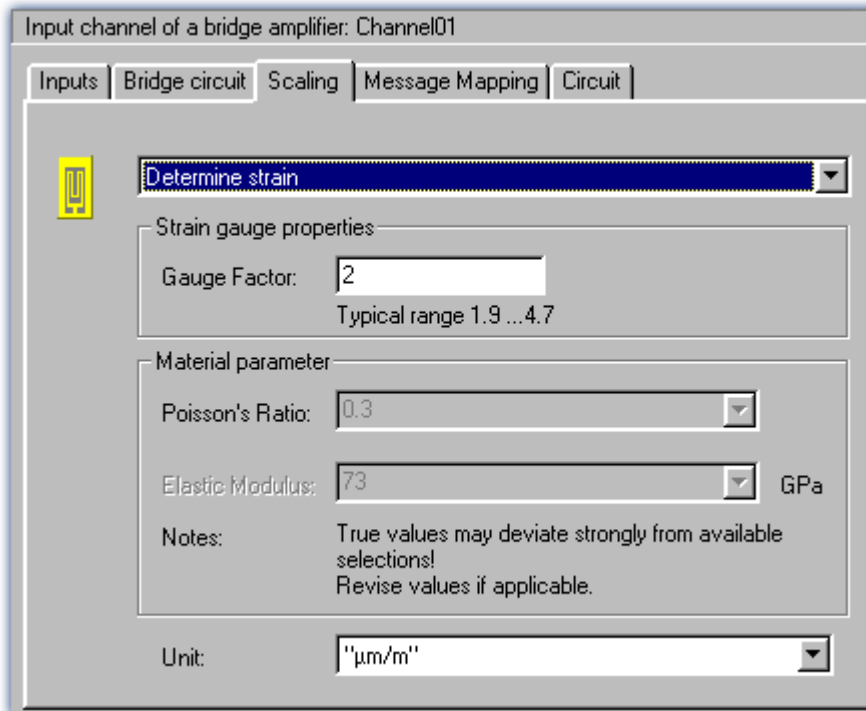 Input channel of a bridge amplifier: Channel01
Inputs Bridge circuit Scaling Message Mapping Circuit
Determine strain
Strain gauge properties
Gauge Factor: 2
Typical range 1.9 ...4.7
Material parameter
Poisson's Ratio: 0.3
Elastic Modulus: 73 GPa
Notes: True values may deviate strongly from available
selections!
Revise values if applicable.
Unit: "µm/m"